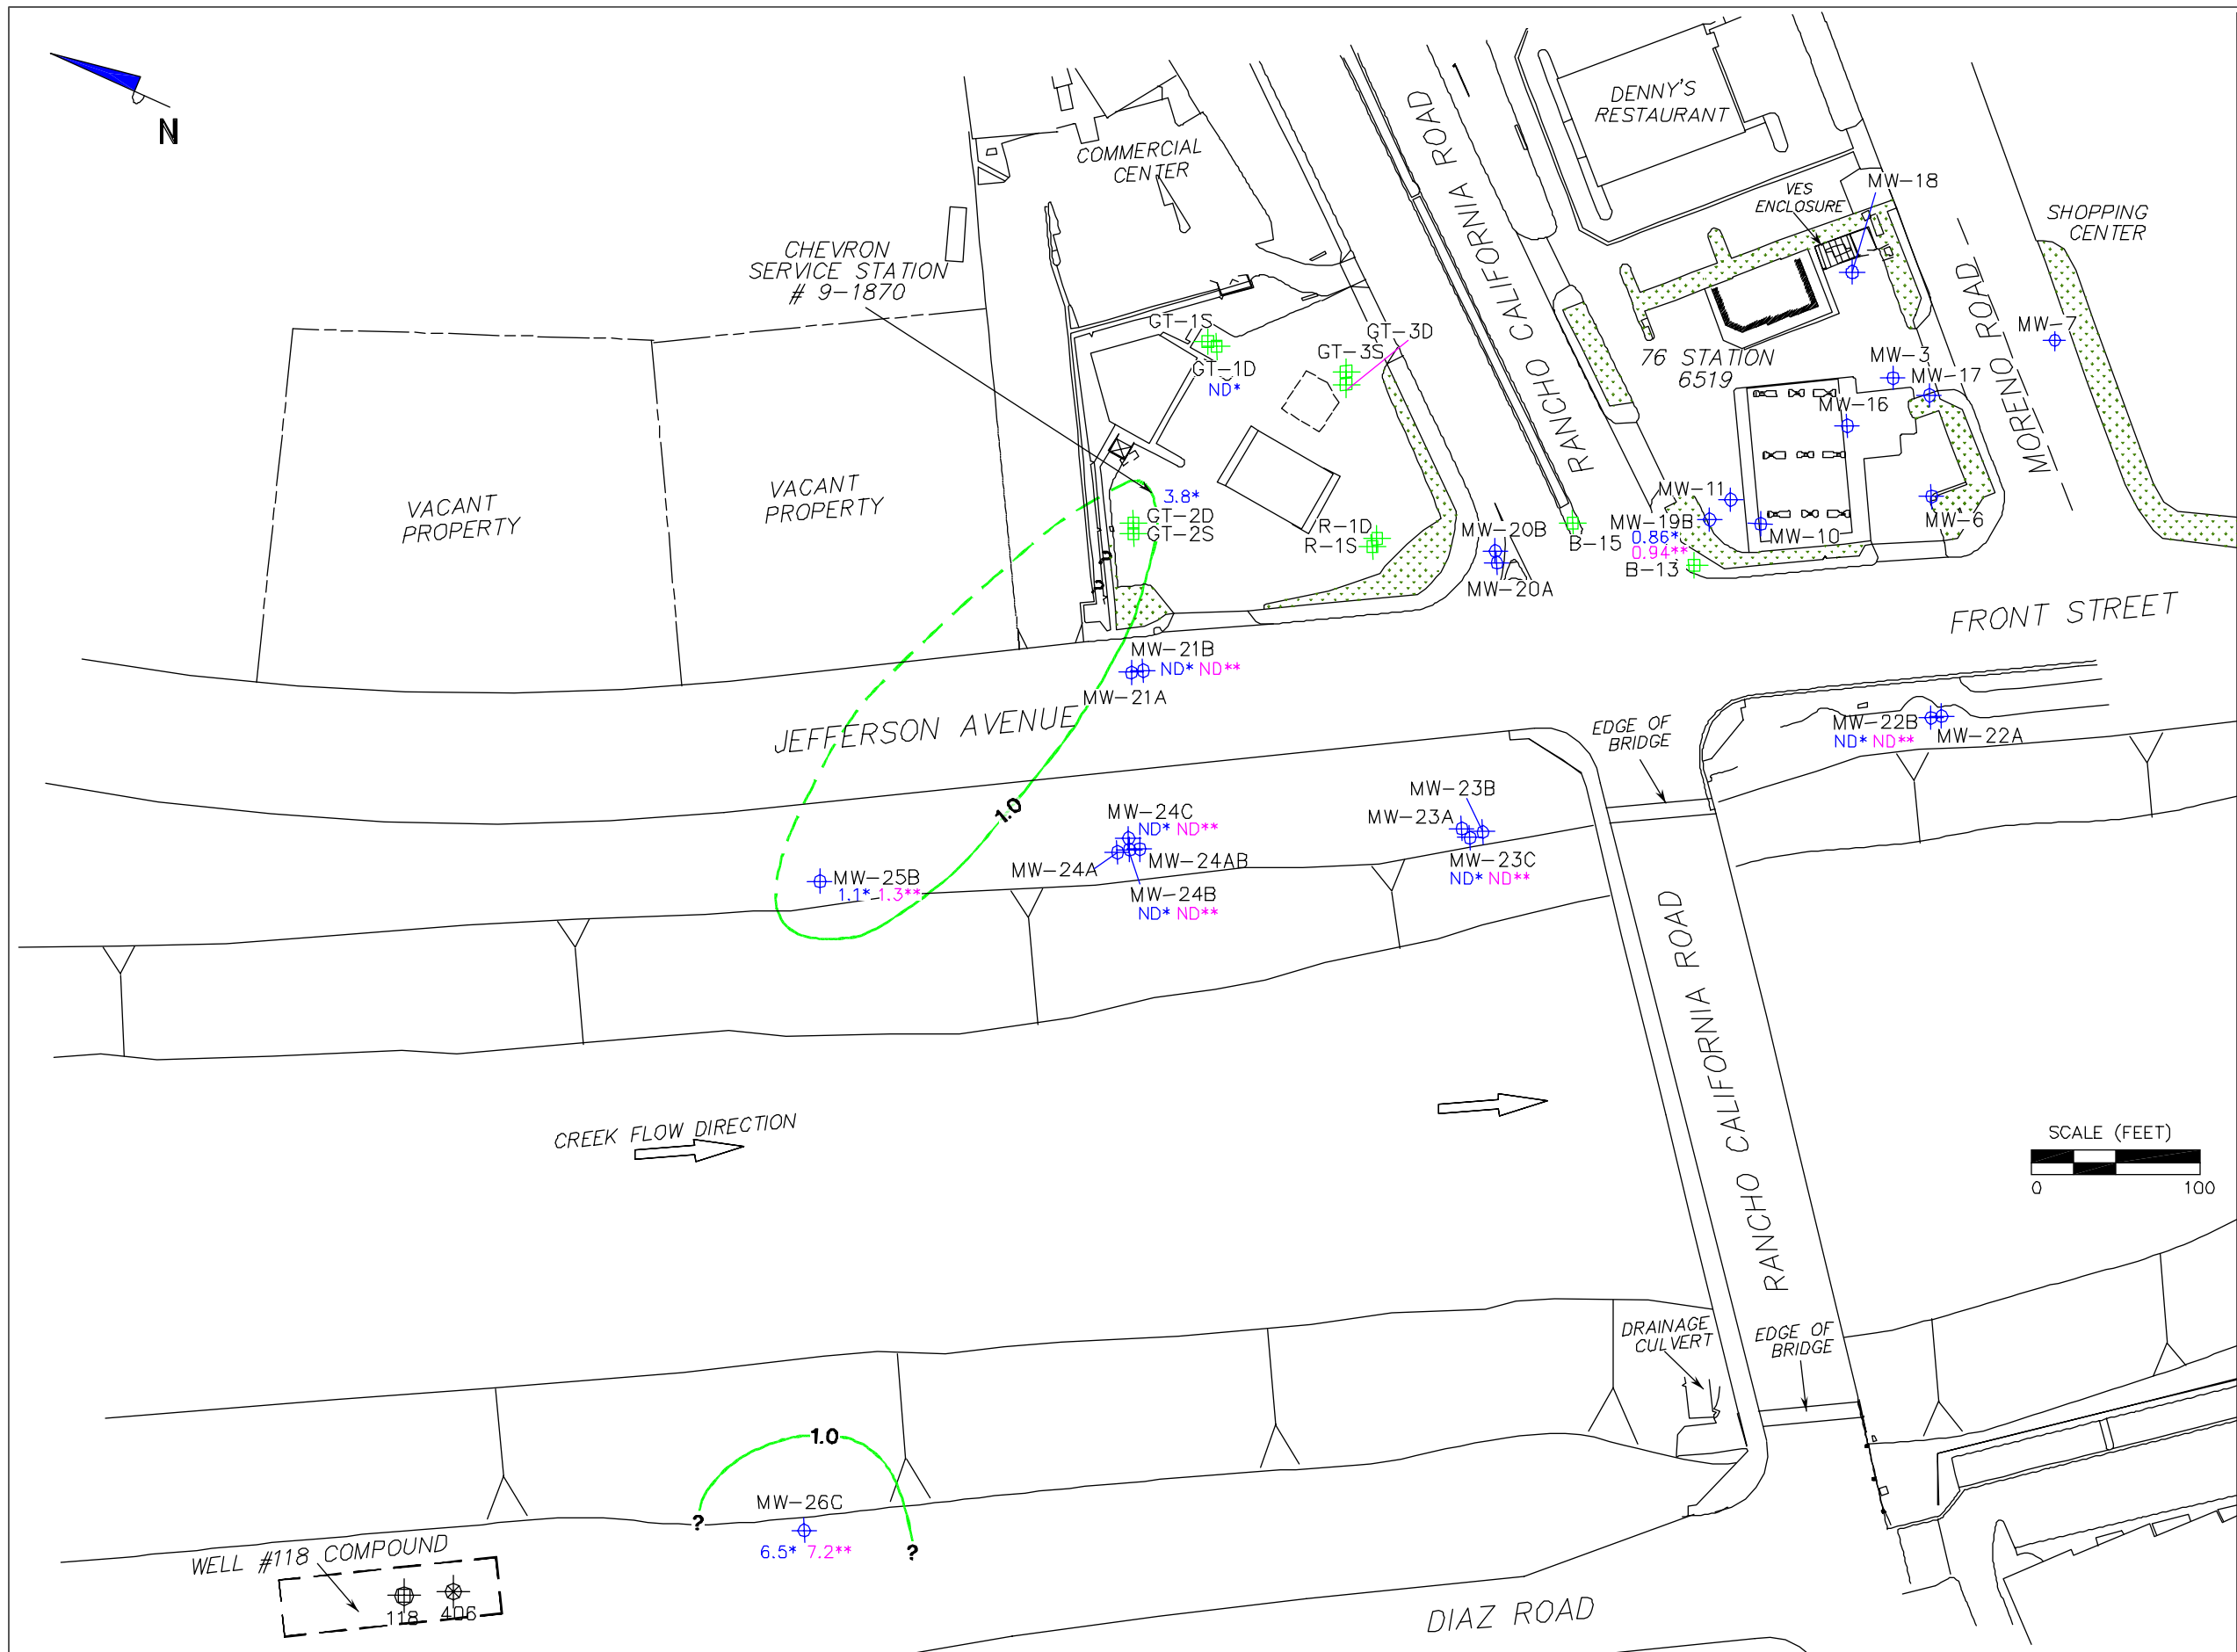 N
COMMERCIAL
CENTER
CHEVRON
SERVICE STATION
# 9-1870
RANCHO CALIFORNIA ROAD
DENNY'S
RESTAURANT
VES
ENCLOSURE
MW-18
SHOPPING
CENTER
MORENO ROAD
MW-7
76 STATION
6519
MW-3
MW-17
MW-16
MW-11
MW-19B
0.86*
0.94**
MW-10
MW-6
B-15
B-13
GT-1S
GT-1D
ND*
GT-3S
GT-3D
3.8*
GT-2D
GT-2S
R-1D
R-1S
MW-20B
MW-20A
VACANT
PROPERTY
VACANT
PROPERTY
?
?
FRONT STREET
MW-21B
ND* ND**
MW-21A
JEFFERSON AVENUE
EDGE OF
BRIDGE
MW-22B
ND* ND**
MW-22A
1.0
MW-24C
ND* ND**
MW-24A
MW-24AB
MW-24B
ND* ND**
MW-23B
MW-23A
MW-23C
ND* ND**
MW-25B
1.1* 1.3**
RANCHO CALIFORNIA ROAD
CREEK FLOW DIRECTION
SCALE (FEET)
0 100
DRAINAGE
CULVERT
EDGE OF
BRIDGE
1.0
MW-26C
6.5* 7.2**
?
?
WELL #118 COMPOUND
118 406
DIAZ ROAD